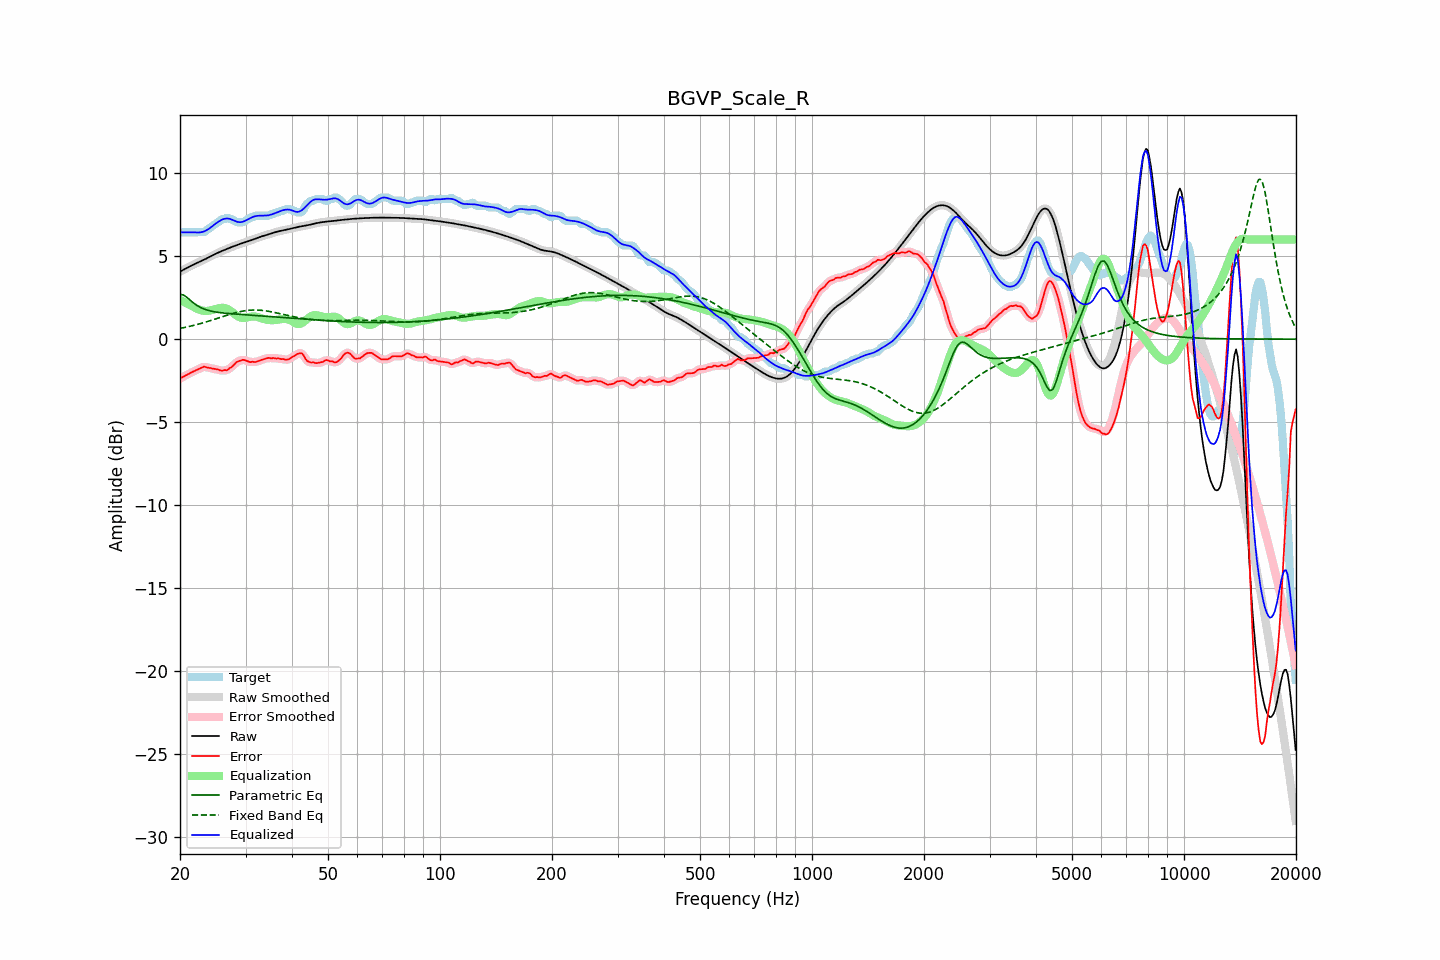 BGVP_Scale_R
Amplitude (dBr)
10
5
0
−5
−10
−15
−20
−25
−30
Target
Raw Smoothed
Error Smoothed
Raw
Error
Equalization
Parametric Eq
Fixed Band Eq
Equalized
20 50 100 200 500 1000 2000 5000 10000 20000
Frequency (Hz)